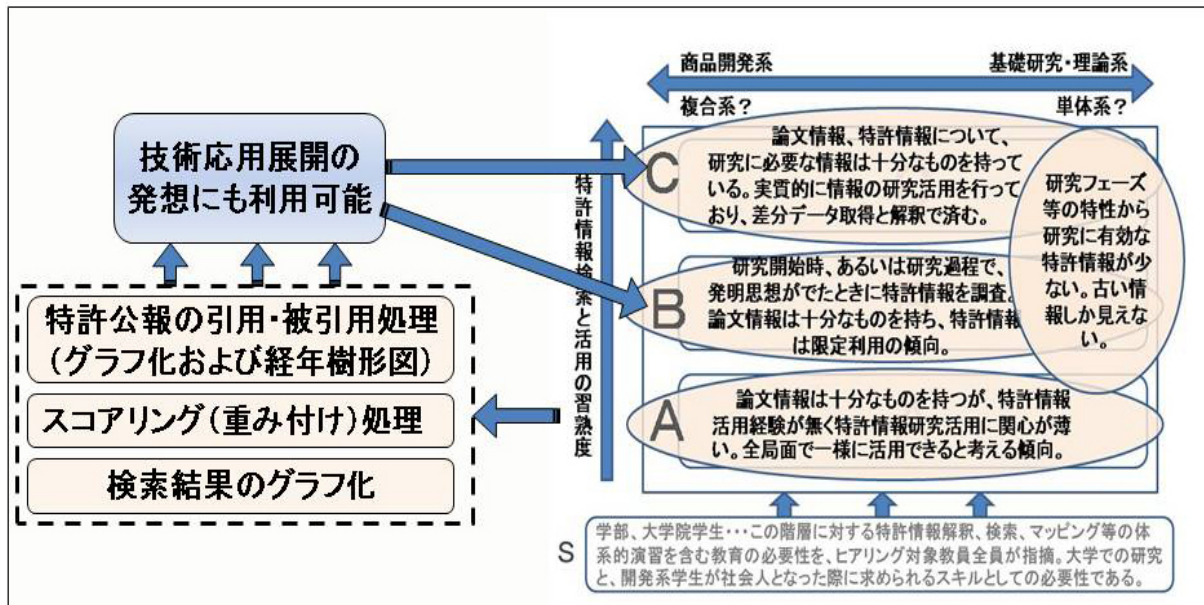 技術応用展開の
発想にも利用可能
特許公報の引用・被引用処理
(グラフ化および経年樹形図)
スコアリング(重み付け)処理
検索結果のグラフ化
商品開発系
基礎研究・理論系
複合系?
単体系?
特許情報検索と活用の習熟度
C
論文情報、特許情報について、
研究に必要な情報は十分なものを持って
いる。実質的に情報の研究活用を行って
おり、差分データ取得と解釈で済む。
B
研究開始時、あるいは研究過程で、
発明思想がでたときに特許情報を調査。
論文情報は十分なものを持ち、特許情報
は限定利用の傾向。
A
論文情報は十分なものを持つが、特許情報
活用経験が無く特許情報研究活用に関心が薄
い。全局面で一様に活用できると考える傾向。
研究フェーズ
等の特性から
研究に有効な
特許情報が少
ない。古い情
報しか見えな
い。
S
学部、大学院学生・・・この階層に対する特許情報解釈、検索、マッピング等の体
系的演習を含む教育の必要性を、ヒアリング対象教員全員が指摘。大学での研究
と、開発系学生が社会人となった際に求められるスキルとしての必要性である。